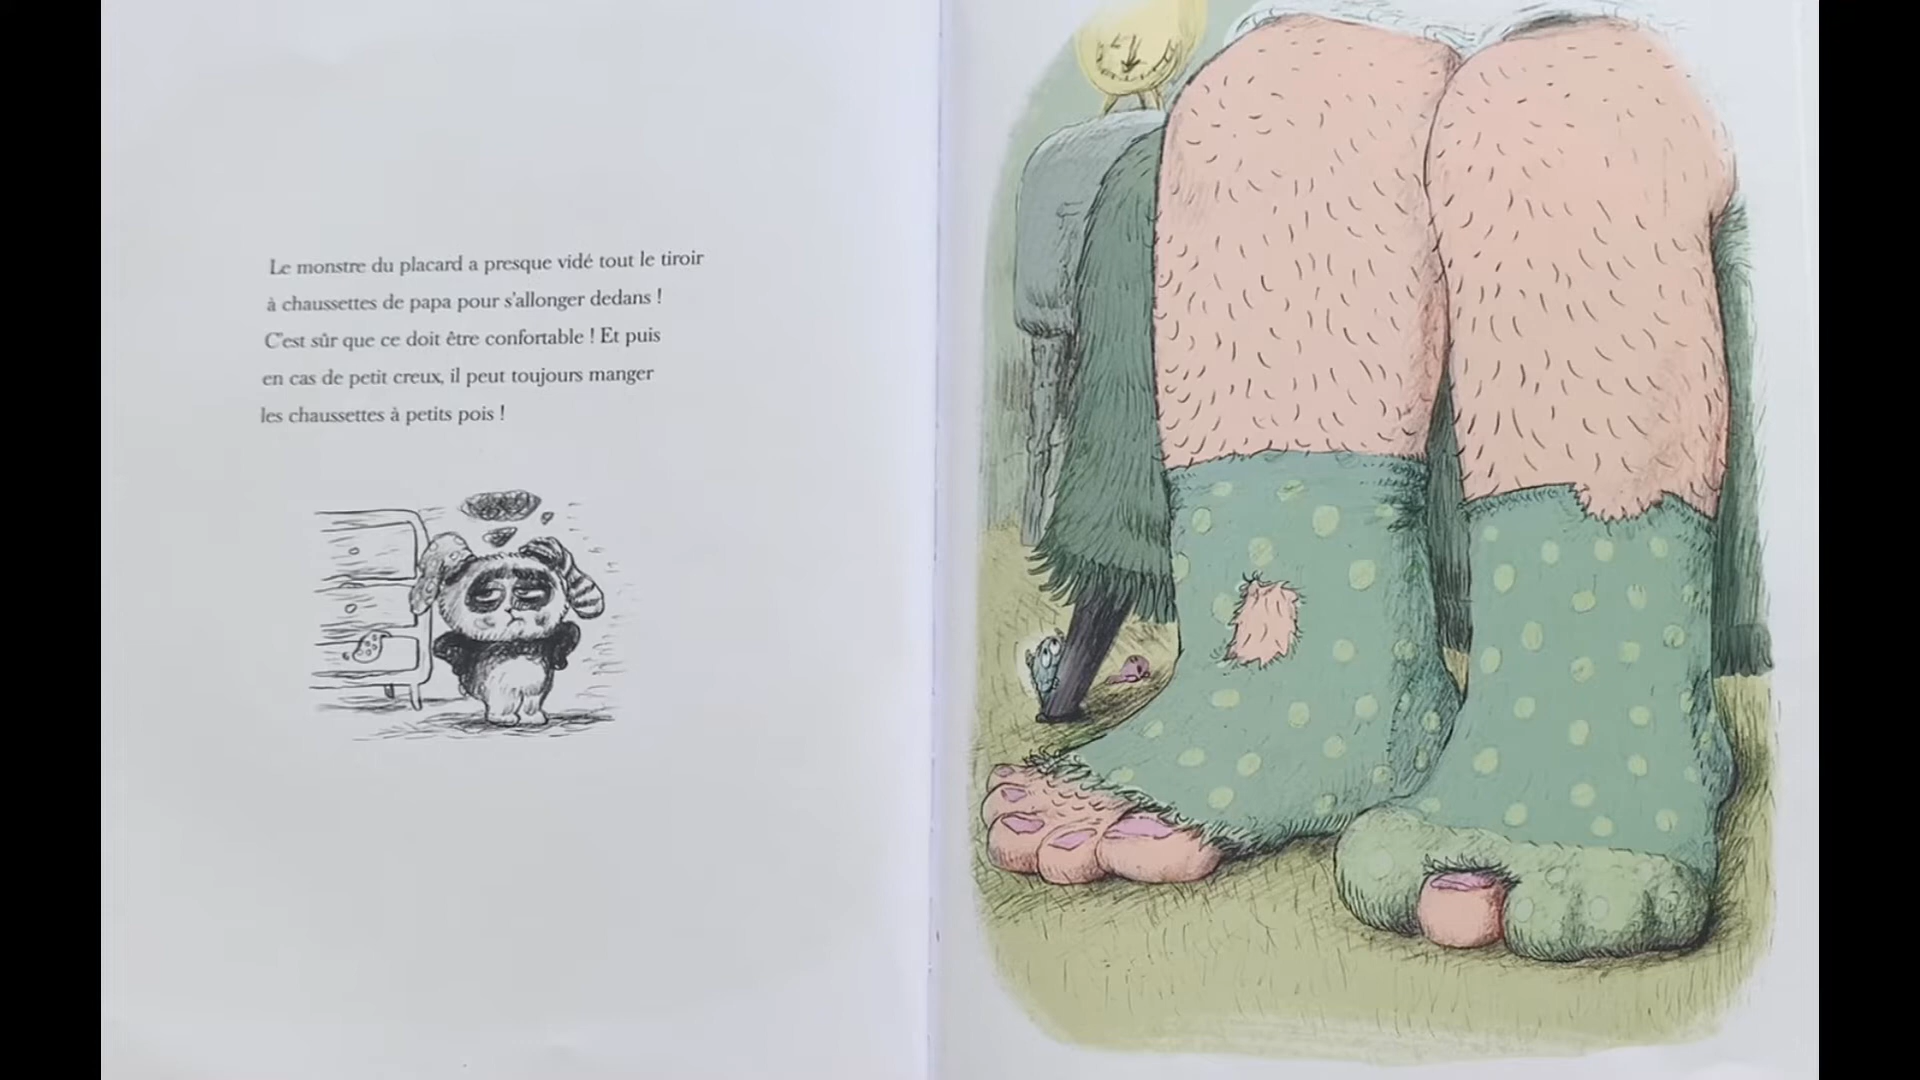 Le monstre du placard a presque vidé tout le tiroir
à chaussettes de papa pour s'allonger dedans !
C'est sûr que ce doit être confortable ! Et puis
en cas de petit creux, il peut toujours manger
les chaussettes à petits pois !